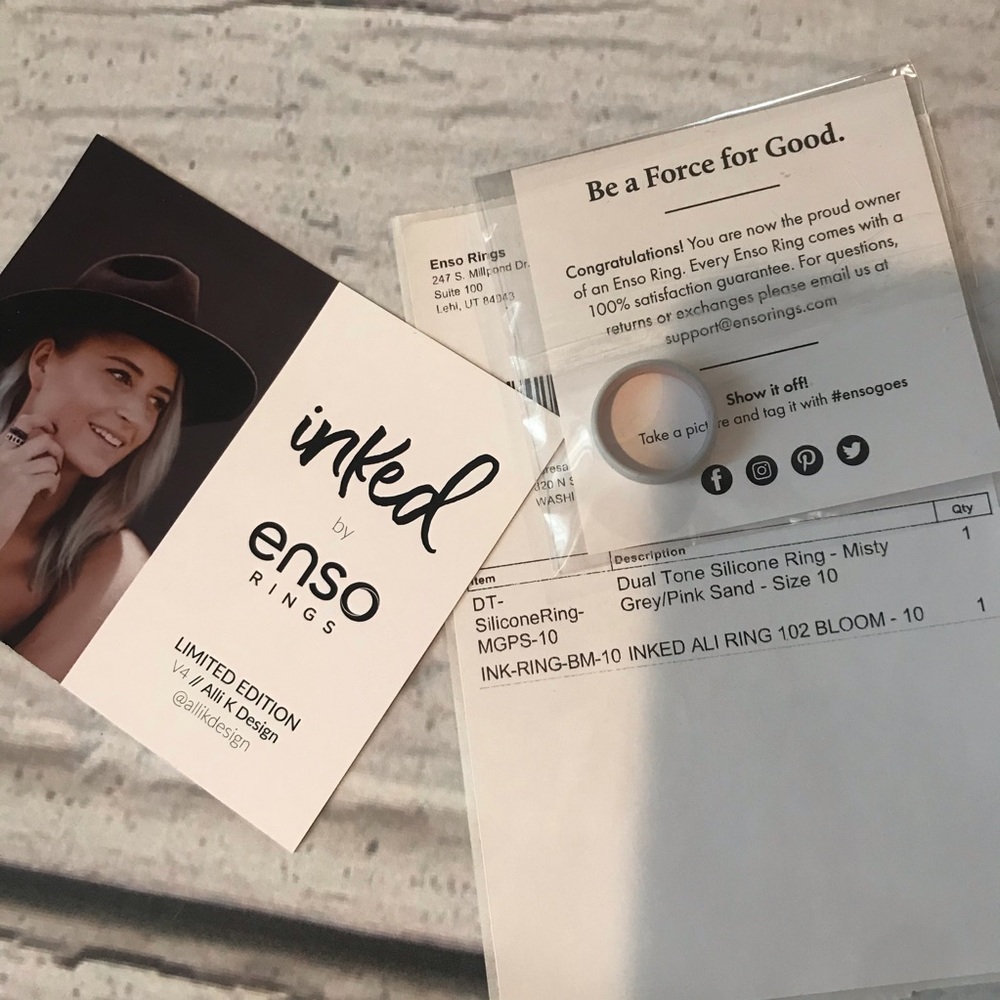 inked
by
enso
RINGS
LIMITED EDITION
V4 // Alli K Design
@allikdesign
Enso Rings
247 S. Millpond Dr.
Suite 100
Lehi, UT 84043
Be a Force for Good.
Congratulations! You are now the proud owner
of an Enso Ring. Every Enso Ring comes with a
100% satisfaction guarantee. For questions,
returns or exchanges please email us at
support@ensorings.com
Show it off!
Take a pict re and tag it with #ensogoes
320 N S
WASHI
Item Description Qty
DT-
SiliconeRing-
MGPS-10
Dual Tone Silicone Ring - Misty
Grey/Pink Sand - Size 10
1
INK-RING-BM-10 INKED ALI RING 102 BLOOM - 10 1